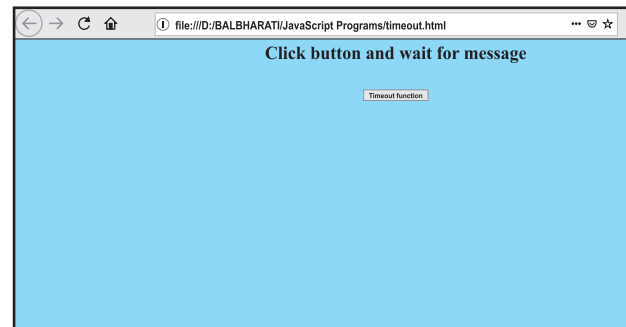 file:///D:/BALBHARATI/JavaScript Programs/timeout.html
Click button and wait for message
Timeout function